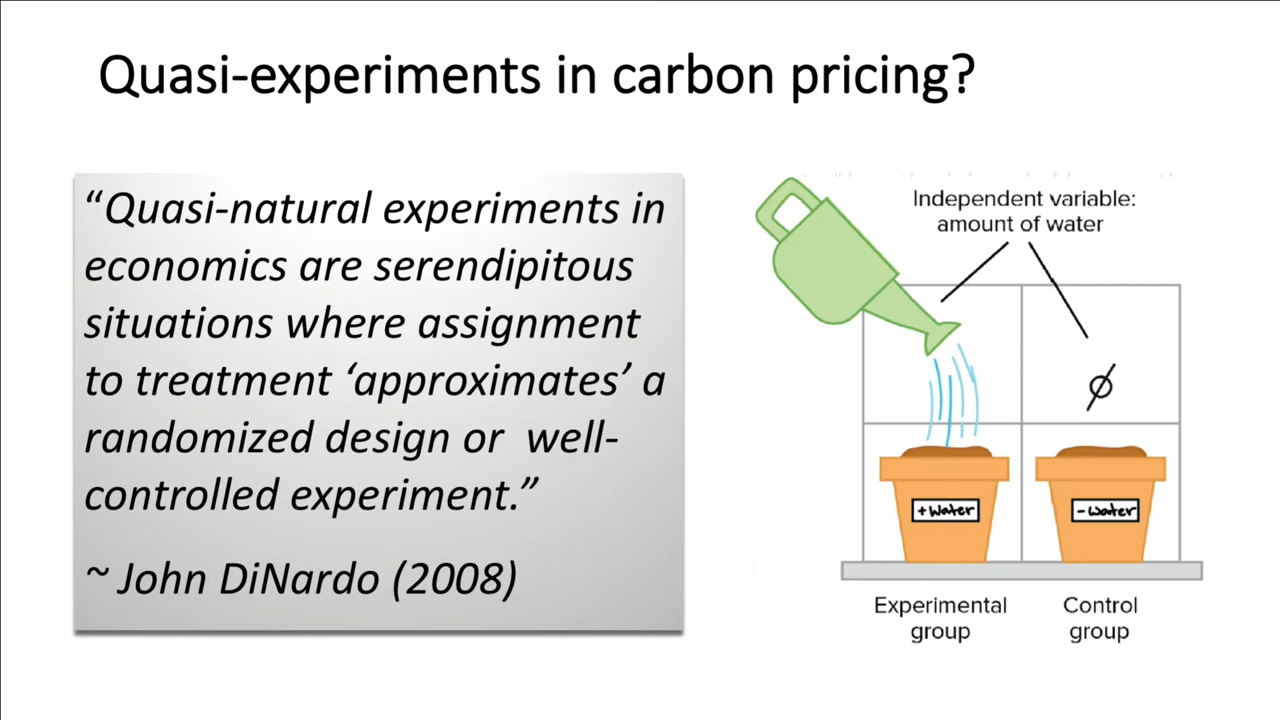 Quasi-experiments in carbon pricing?
“Quasi-natural experiments in
economics are serendipitous
situations where assignment
to treatment ‘approximates’ a
randomized design or  well-
controlled experiment.”
~ John DiNardo (2008)
Independent variable:
amount of water
+Water
-Water
Experimental
group
Control
group